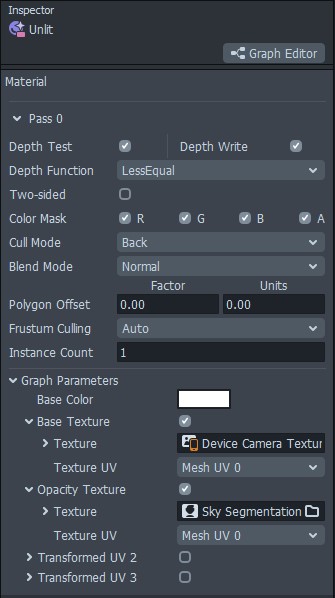 Inspector
Unlit
Graph Editor
Material
Pass 0
Depth Test
Depth Write
Depth Function LessEqual
Two-sided
Color Mask R G B A
Cull Mode Back
Blend Mode Normal
Factor Units
Polygon Offset 0.00 0.00
Frustum Culling Auto
Instance Count 1
Graph Parameters
Base Color
Base Texture
Texture Device Camera Textur
Texture UV Mesh UV 0
Opacity Texture
Texture Sky Segmentation
Texture UV Mesh UV 0
Transformed UV 2
Transformed UV 3